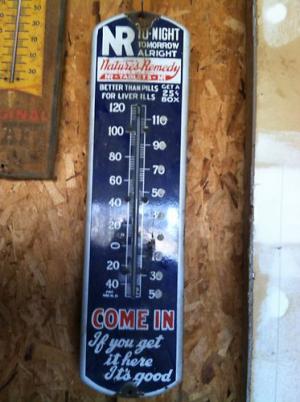 NR TO-NIGHT
TOMORROW
ALRIGHT
Nature's Remedy
NR-TABLETS-NR
BETTER THAN PILLS GET A
FOR LIVER ILLS 25¢
BOX
120
110
100
90
80
70
60
50
40
30
20
10
0
10
20
30
40
50
COME IN
If you get
it here
It's good
INAL